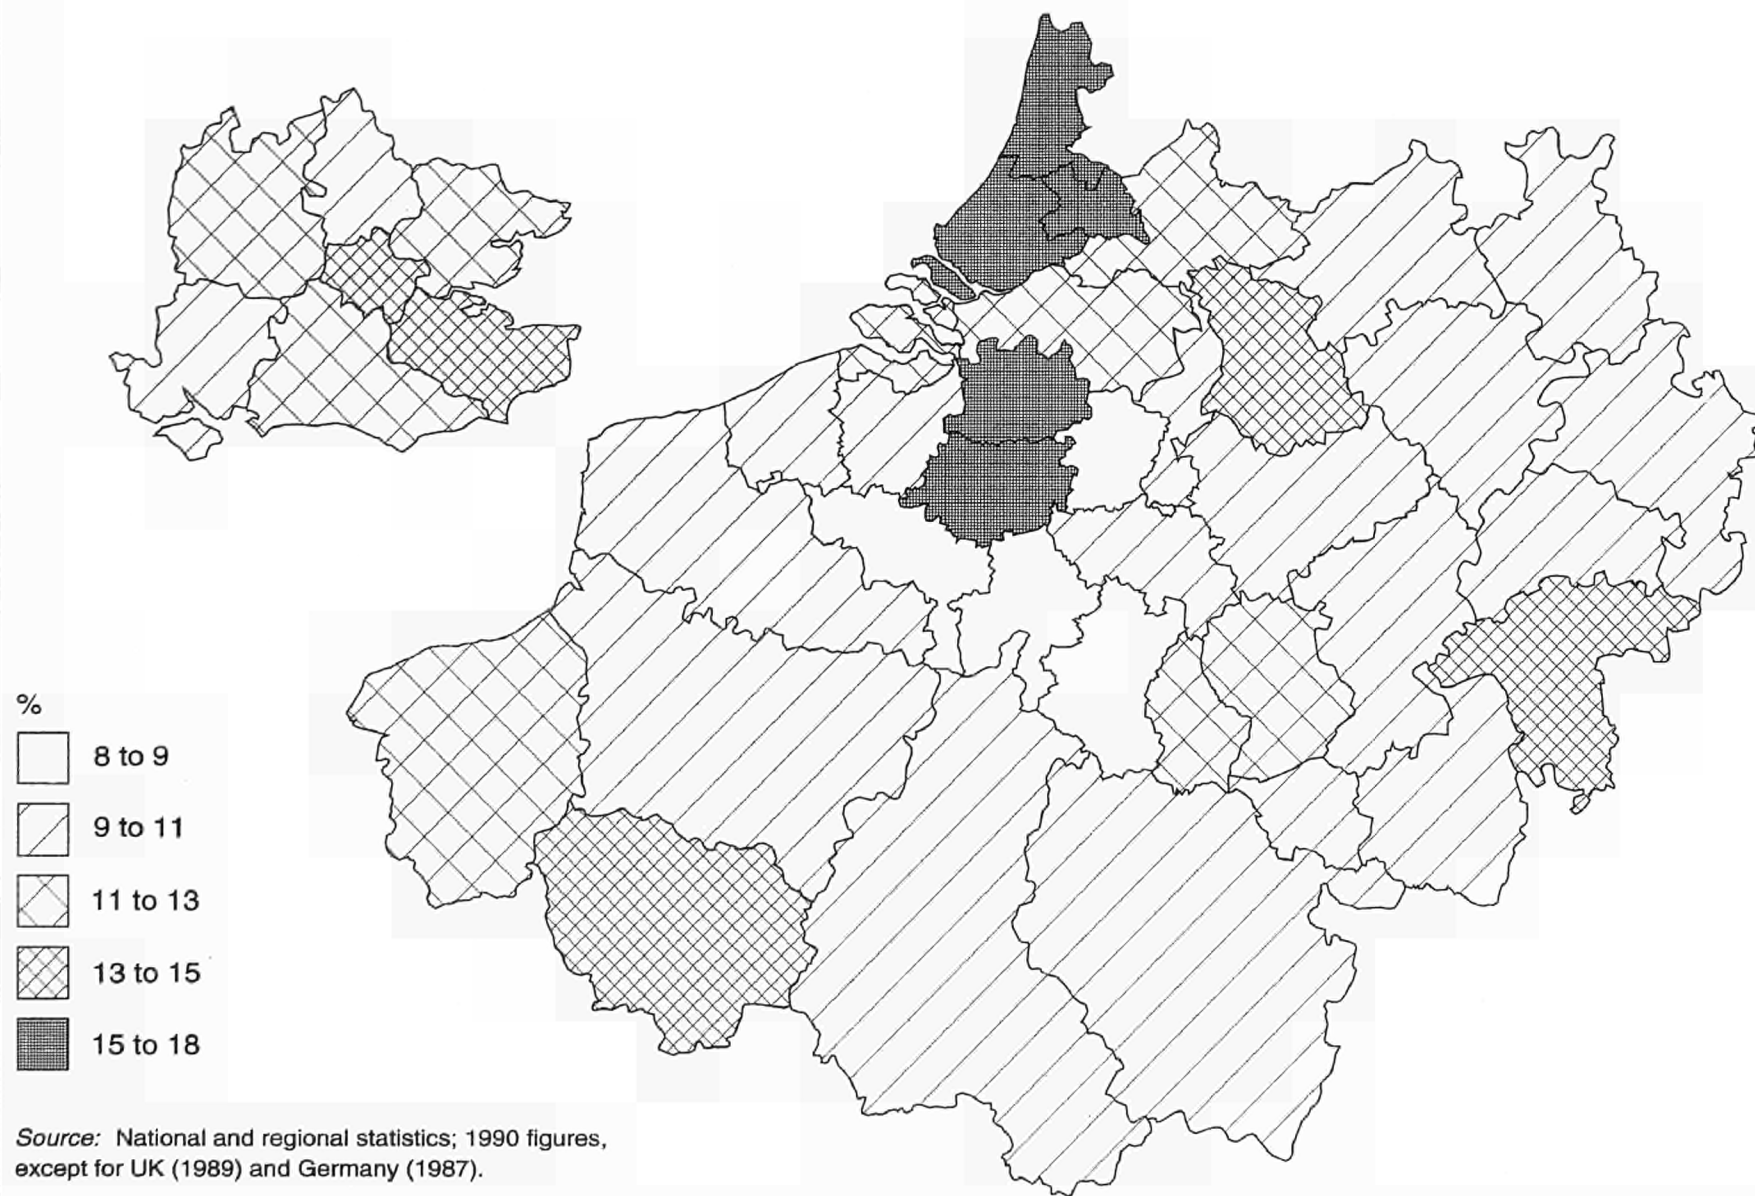 %
8 to 9
9 to 11
11 to 13
13 to 15
15 to 18
Source: National and regional statistics; 1990 figures,
except for UK (1989) and Germany (1987).